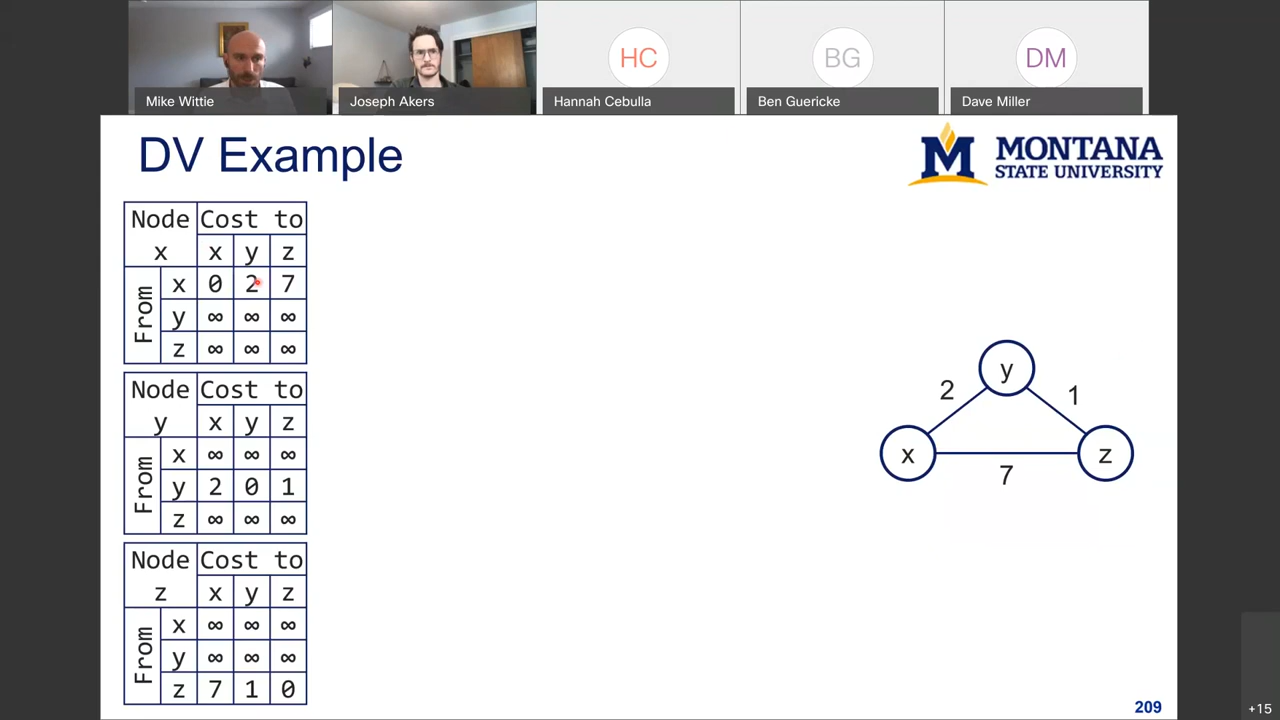 HC
BG
DM
Mike Wittie
Joseph Akers
Hannah Cebulla
Ben Guericke
Dave Miller
DV Example
M MONTANA
STATE UNIVERSITY
Node Cost to
x x y z
From
x 0 2 7
y ∞ ∞ ∞
z ∞ ∞ ∞
Node Cost to
y x y z
From
x ∞ ∞ ∞
y 2 0 1
z ∞ ∞ ∞
Node Cost to
z x y z
From
x ∞ ∞ ∞
y ∞ ∞ ∞
z 7 1 0
y
2 1
x z
7
209
+15